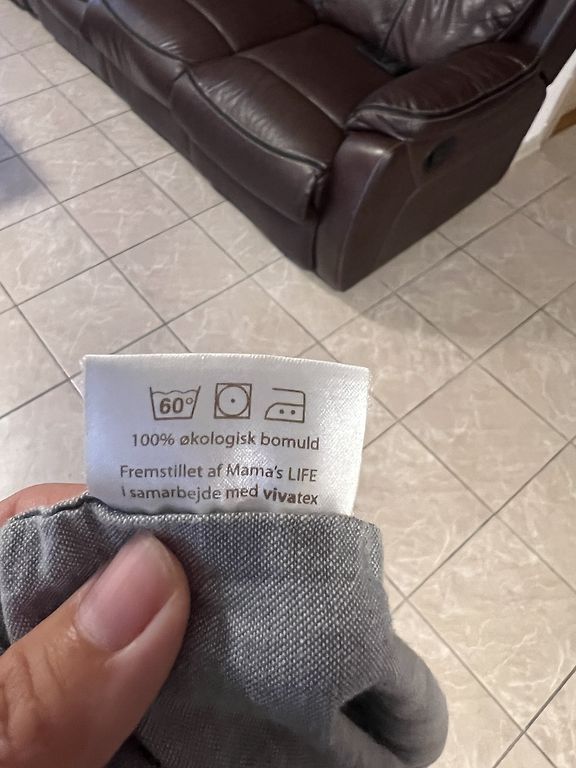 60°
100% økologisk bomuld
Fremstillet af Mama's LIFE
i samarbejde med vivatex